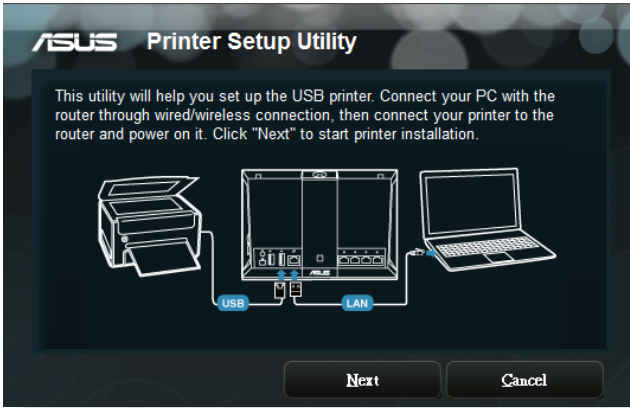 ASUS Printer Setup Utility
This utility will help you set up the USB printer. Connect your PC with the
router through wired/wireless connection, then connect your printer to the
router and power on it. Click "Next" to start printer installation.
ASUS
USB
LAN
Next
Cancel